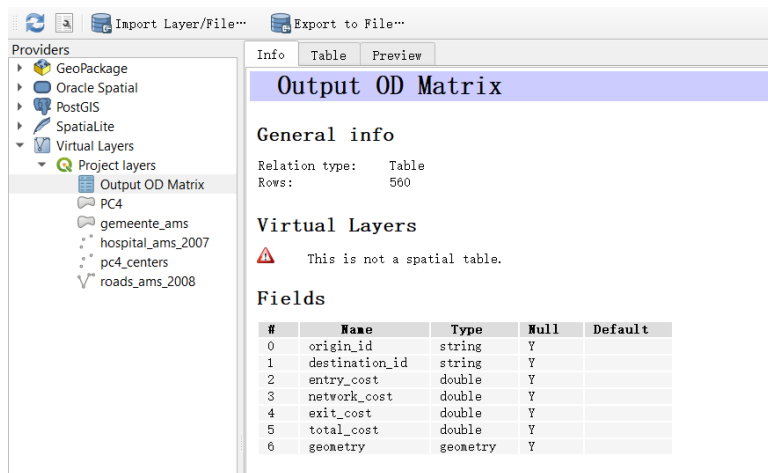 Import Layer/File… Export to File…
Providers
GeoPackage
Oracle Spatial
PostGIS
SpatiaLite
Virtual Layers
Project layers
Output OD Matrix
PC4
gemeente_ams
hospital_ams_2007
pc4_centers
roads_ams_2008
Info Table Preview
Output OD Matrix
General info
Relation type: Table
Rows: 560
Virtual Layers
This is not a spatial table.
Fields
# Name Type Null Default
0 origin_id string Y
1 destination_id string Y
2 entry_cost double Y
3 network_cost double Y
4 exit_cost double Y
5 total_cost double Y
6 geometry geometry Y